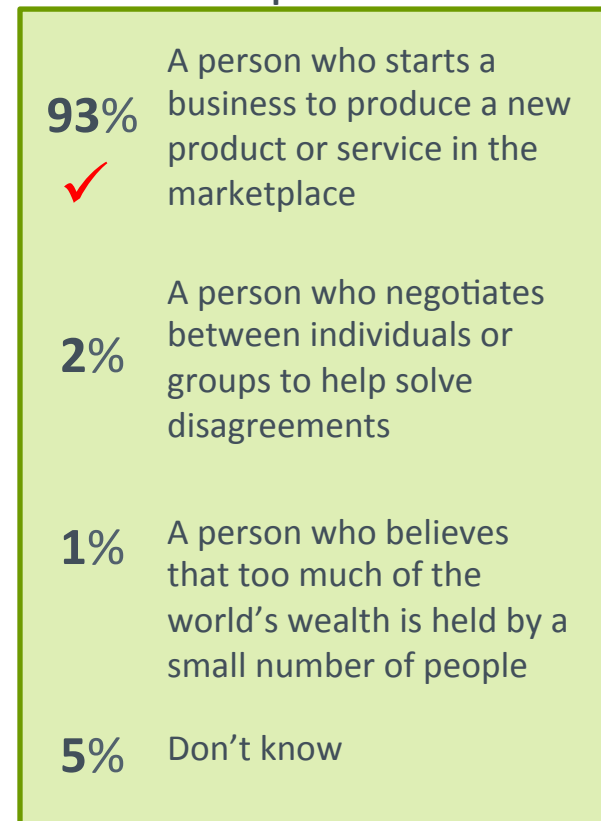 A person who starts a
93% business to produce a new
product or service in the
✓ marketplace
A person who negotiates
2% between individuals or
groups to help solve
disagreements
1% A person who believes
that too much of the
world's wealth is held by a
small number of people
5% Don't know